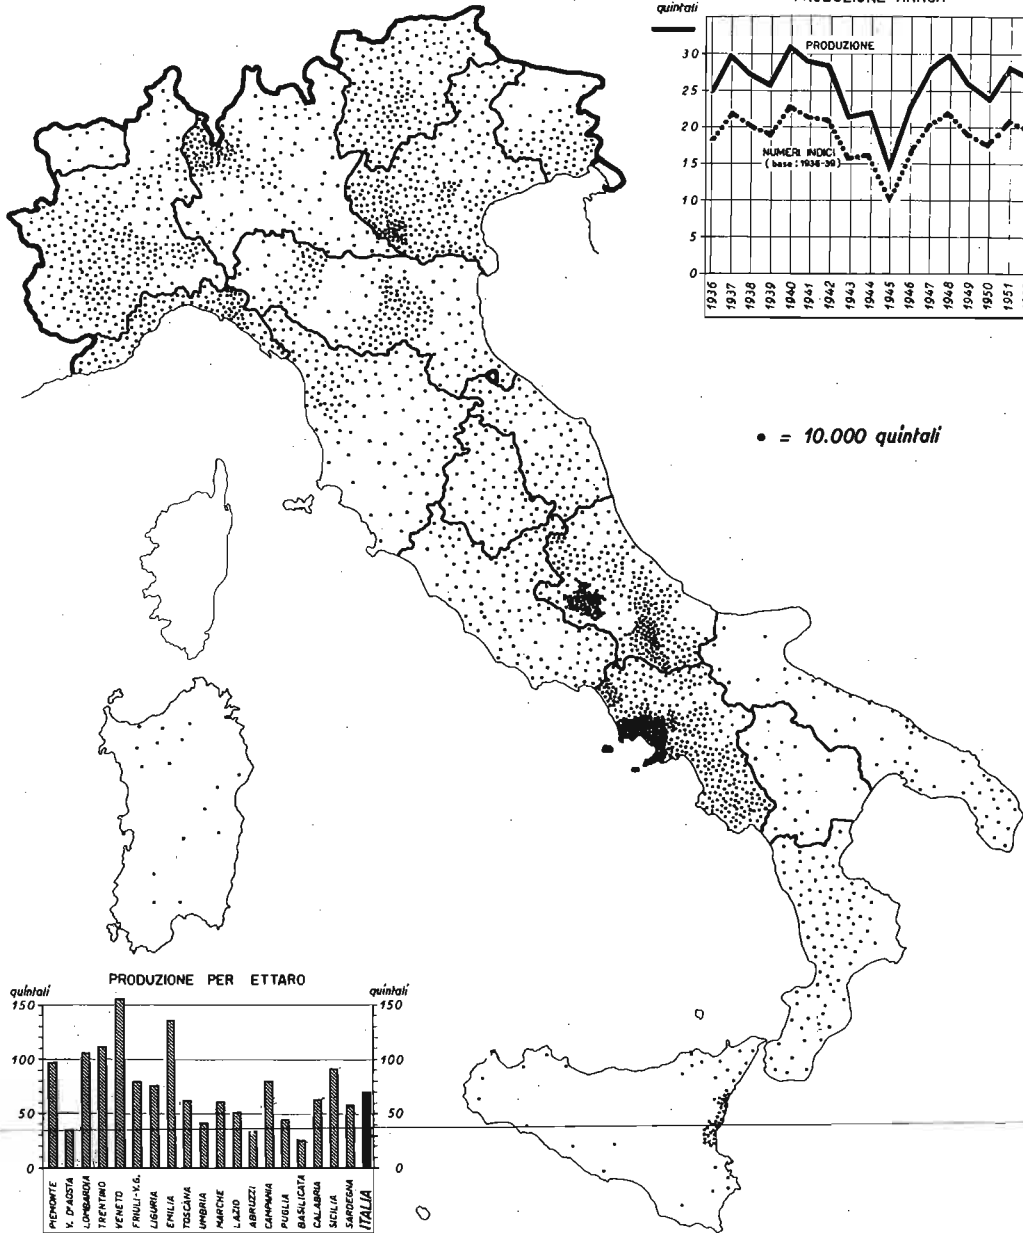 quintali
PRODUZIONE
NUMERI INDICI
(base: 1936-39)
30
25
20
15
10
5
0
1936
1937
1938
1939
1940
1941
1942
1943
1944
1945
1946
1947
1948
1949
1950
1951
• = 10.000 quintali
PRODUZIONE PER ETTARO
quintali
quintali
150
150
100
100
50
50
0
0
PIEMONTE
V. D'AOSTA
LOMBARDIA
TRENTINO
VENETO
FRIULI-V.G.
LIGURIA
EMILIA
TOSCANA
UMBRIA
MARCHE
LAZIO
ABRUZZI
CAMPANIA
PUGLIA
BASILICATA
CALABRIA
SICILIA
SARDEGNA
ITALIA